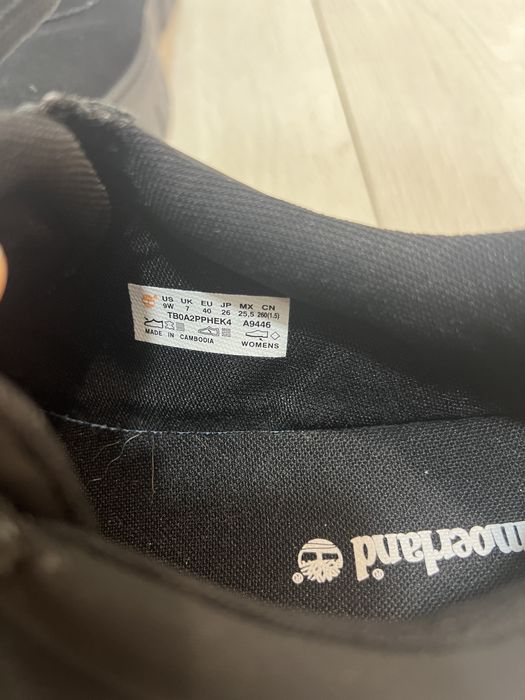 US UK EU JP MX CN
9W 7 40 26 25,5 260(1.5)
TB0A2PPHEK4 A9446
MADE IN CAMBODIA WOMENS
mberland ®
®